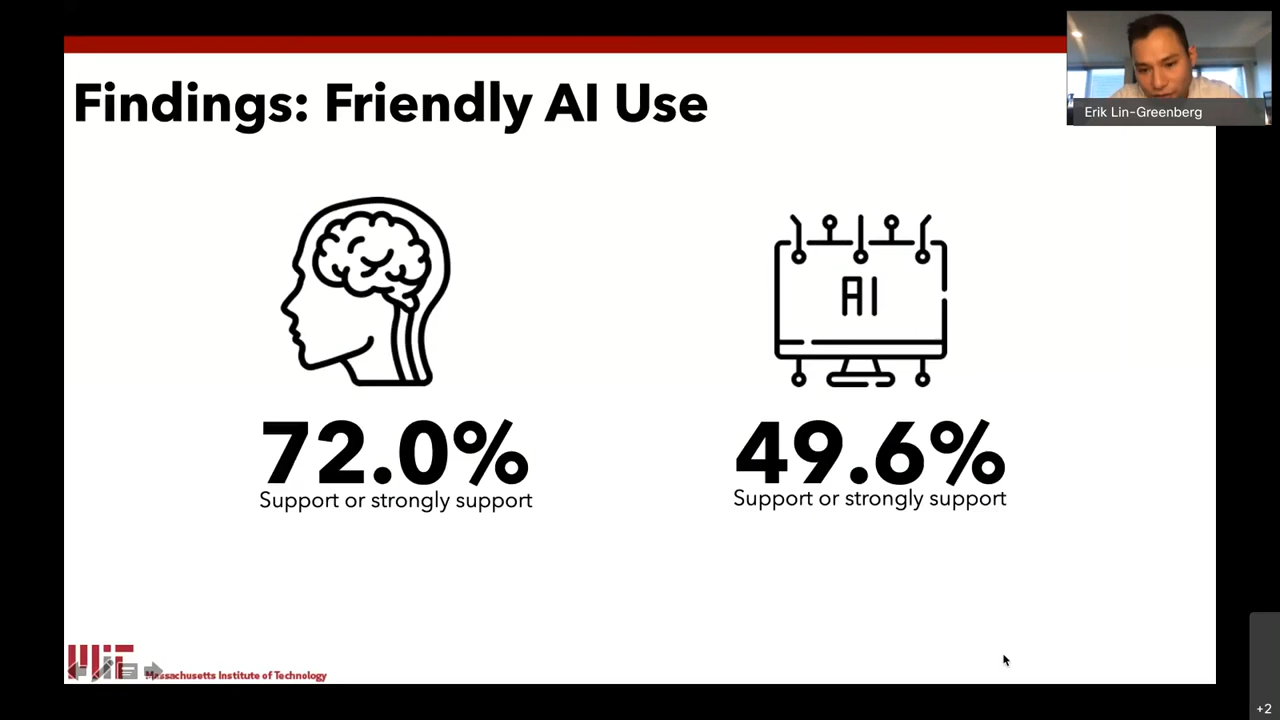 Findings: Friendly AI Use
Erik Lin-Greenberg
AI
72.0%
Support or strongly support
49.6%
Support or strongly support
MIT
Massachusetts Institute of Technology
+2